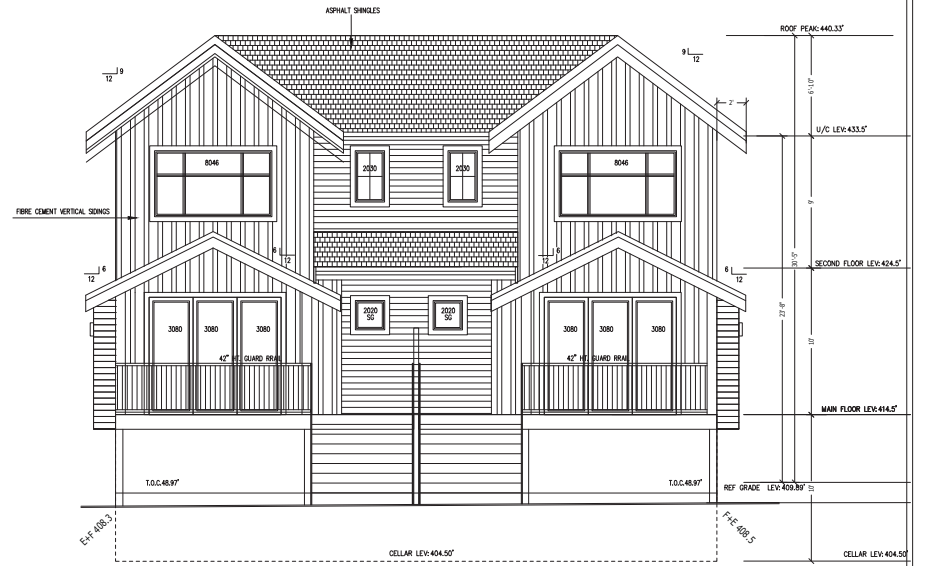 ASPHALT SHINGLES
ROOF PEAK: 440.33'
9
12
9
12
6'-10"
2'
U/C LEV: 433.5'
8046
2030
2030
8046
9'
FIBRE CEMENT VERTICAL SIDINGS
6
12
6
12
30'-5"
SECOND FLOOR LEV: 424.5'
6
12
6
12
23'-8"
2020
SG
2020
SG
3080
3080
3080
3080
3080
3080
10'
42" HT. GUARD RRAIL
42" HT. GUARD RRAIL
MAIN FLOOR LEV: 414.5'
T.O.C.48.97'
T.O.C.48.97'
REF GRADE LEV: 409.89'
10'
E+F 408.3
F+E 408.5
CELLAR LEV: 404.50'
CELLAR LEV: 404.50'